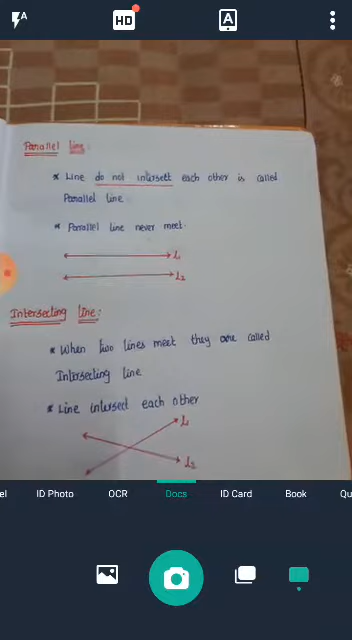 A
HD
A
Parallel line:
* Line do not intersect each other is called
Parallel line
* Parallel line never meet.
L
L2
Intersecting line:
* When two lines meet they are called
Intersecting line
* Line intersect each other
L
L2
el ID Photo OCR Docs ID Card Book Qu